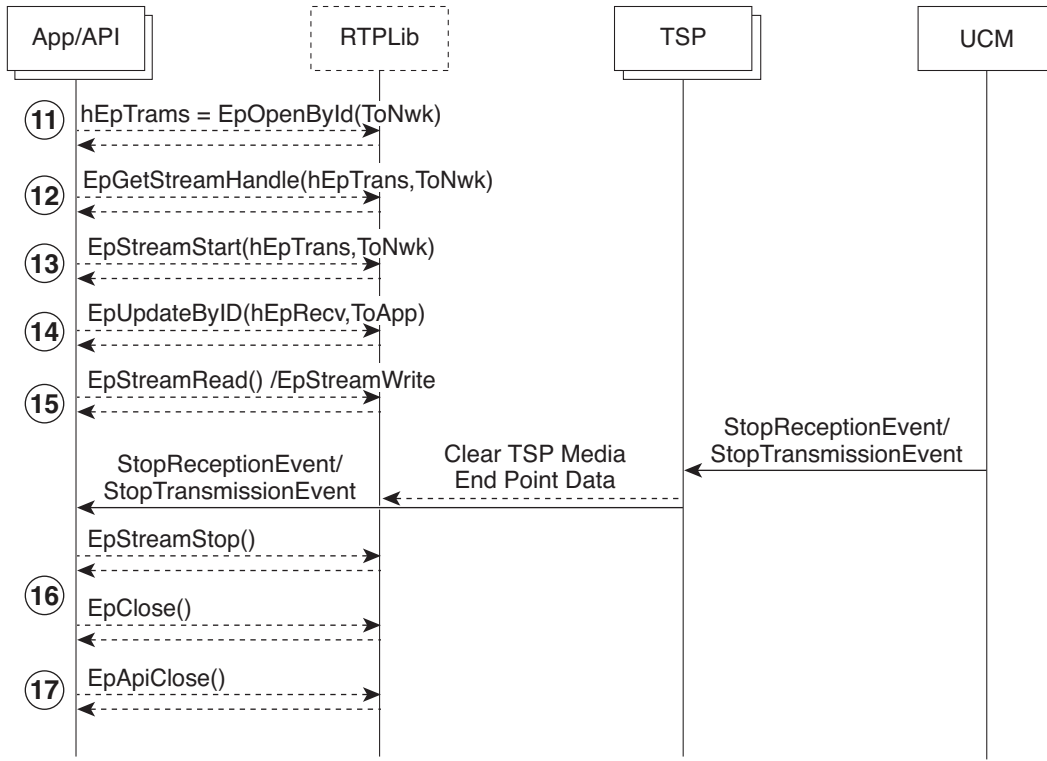 App/API
RTPLib
TSP
UCM
11
hEpTrams = EpOpenById(ToNwk)
12
EpGetStreamHandle(hEpTrans,ToNwk)
13
EpStreamStart(hEpTrans,ToNwk)
14
EpUpdateByID(hEpRecv,ToApp)
15
EpStreamRead() /EpStreamWrite
StopReceptionEvent/
StopTransmissionEvent
Clear TSP Media
End Point Data
StopReceptionEvent/
StopTransmissionEvent
EpStreamStop()
16
EpClose()
17
EpApiClose()